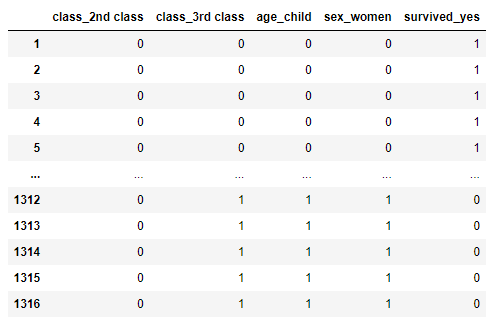 class_2nd class class_3rd class age_child sex_women survived_yes
1 0 0 0 0 1
2 0 0 0 0 1
3 0 0 0 0 1
4 0 0 0 0 1
5 0 0 0 0 1
... ... ... ... ... ...
1312 0 1 1 1 0
1313 0 1 1 1 0
1314 0 1 1 1 0
1315 0 1 1 1 0
1316 0 1 1 1 0